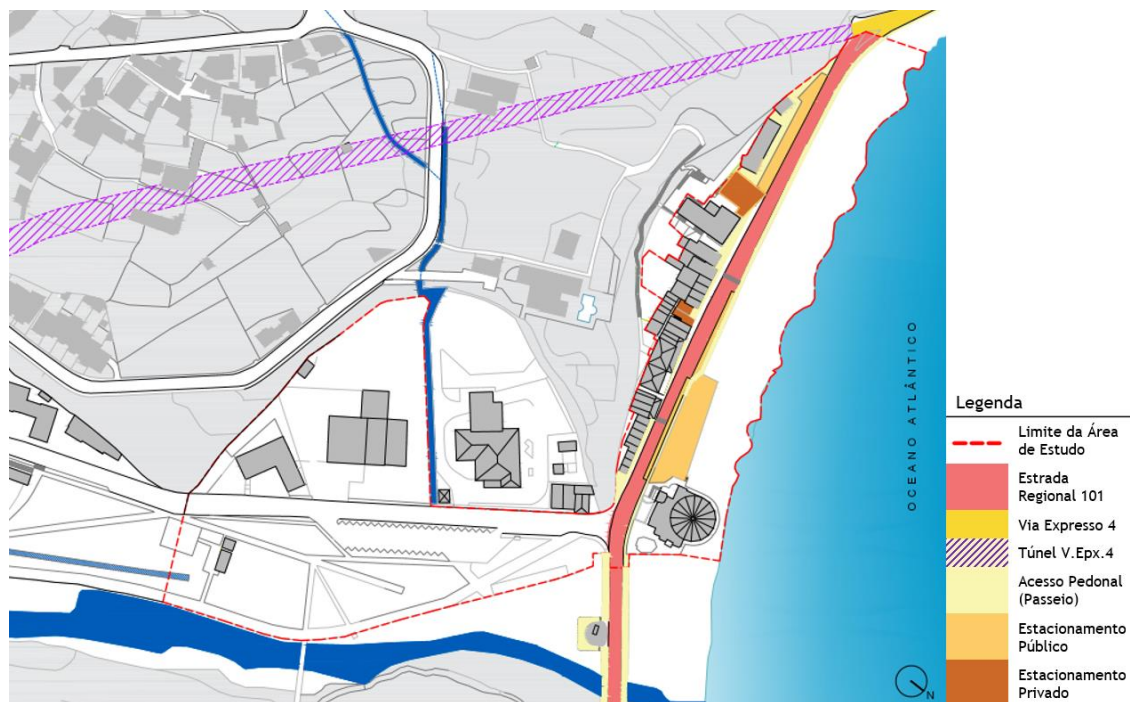 OCEANO ATLÂNTICO
N
Legenda
Limite da Área
de Estudo
Estrada
Regional 101
Via Expresso 4
Túnel V.Epx.4
Acesso Pedonal
(Passeio)
Estacionamento
Público
Estacionamento
Privado